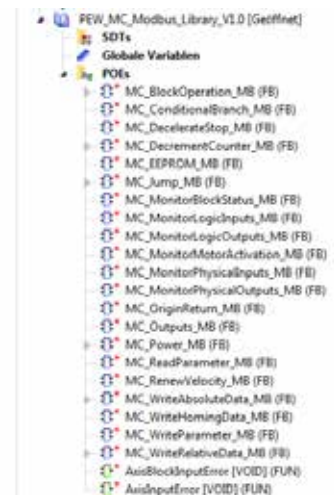 PEW_MC_Modbus_Library_V1.0 [Geöffnet]
SDTs
Globale Variablen
POEs
MC_BlockOperation_MB (FB)
MC_ConditionalBranch_MB (FB)
MC_DecelerateStop_MB (FB)
MC_DecrementCounter_MB (FB)
MC_EEPROM_MB (FB)
MC_Jump_MB (FB)
MC_MonitorBlockStatus_MB (FB)
MC_MonitorLogicInputs_MB (FB)
MC_MonitorLogicOutputs_MB (FB)
MC_MonitorMotorActivation_MB (FB)
MC_MonitorPhysicalInputs_MB (FB)
MC_MonitorPhysicalOutputs_MB (FB)
MC_OriginReturn_MB (FB)
MC_Outputs_MB (FB)
MC_Power_MB (FB)
MC_ReadParameter_MB (FB)
MC_RenewVelocity_MB (FB)
MC_WriteAbsoluteData_MB (FB)
MC_WriteHomingData_MB (FB)
MC_WriteParameter_MB (FB)
MC_WriteRelativeData_MB (FB)
AxisBlockInputError [VOID] (FUN)
AxisInputError [VOID] (FUN)